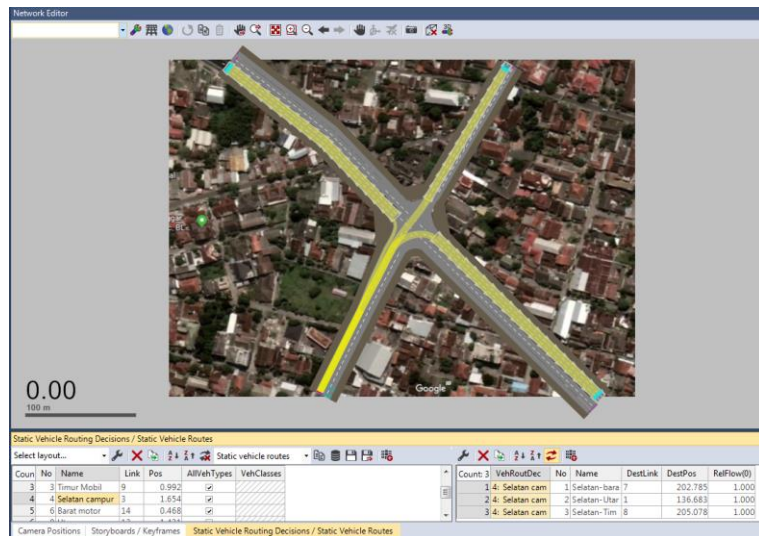 Network Editor
Google
0.00
100 m
Static Vehicle Routing Decisions / Static Vehicle Routes
Select layout... Static vehicle routes
Coun No Name Link Pos AllVehTypes VehClasses
3 3 Timur Mobil 9 0.992
4 4 Selatan campur 3 1.654
5 6 Barat motor 14 0.468
Count: 3 VehRoutDec No Name DestLink DestPos RelFlow(0)
1 4: Selatan cam 1 Selatan-bara 7 202.785 1.000
2 4: Selatan cam 2 Selatan-Utar 1 136.683 1.000
3 4: Selatan cam 3 Selatan-Tim 8 205.078 1.000
Camera Positions Storyboards / Keyframes Static Vehicle Routing Decisions / Static Vehicle Routes